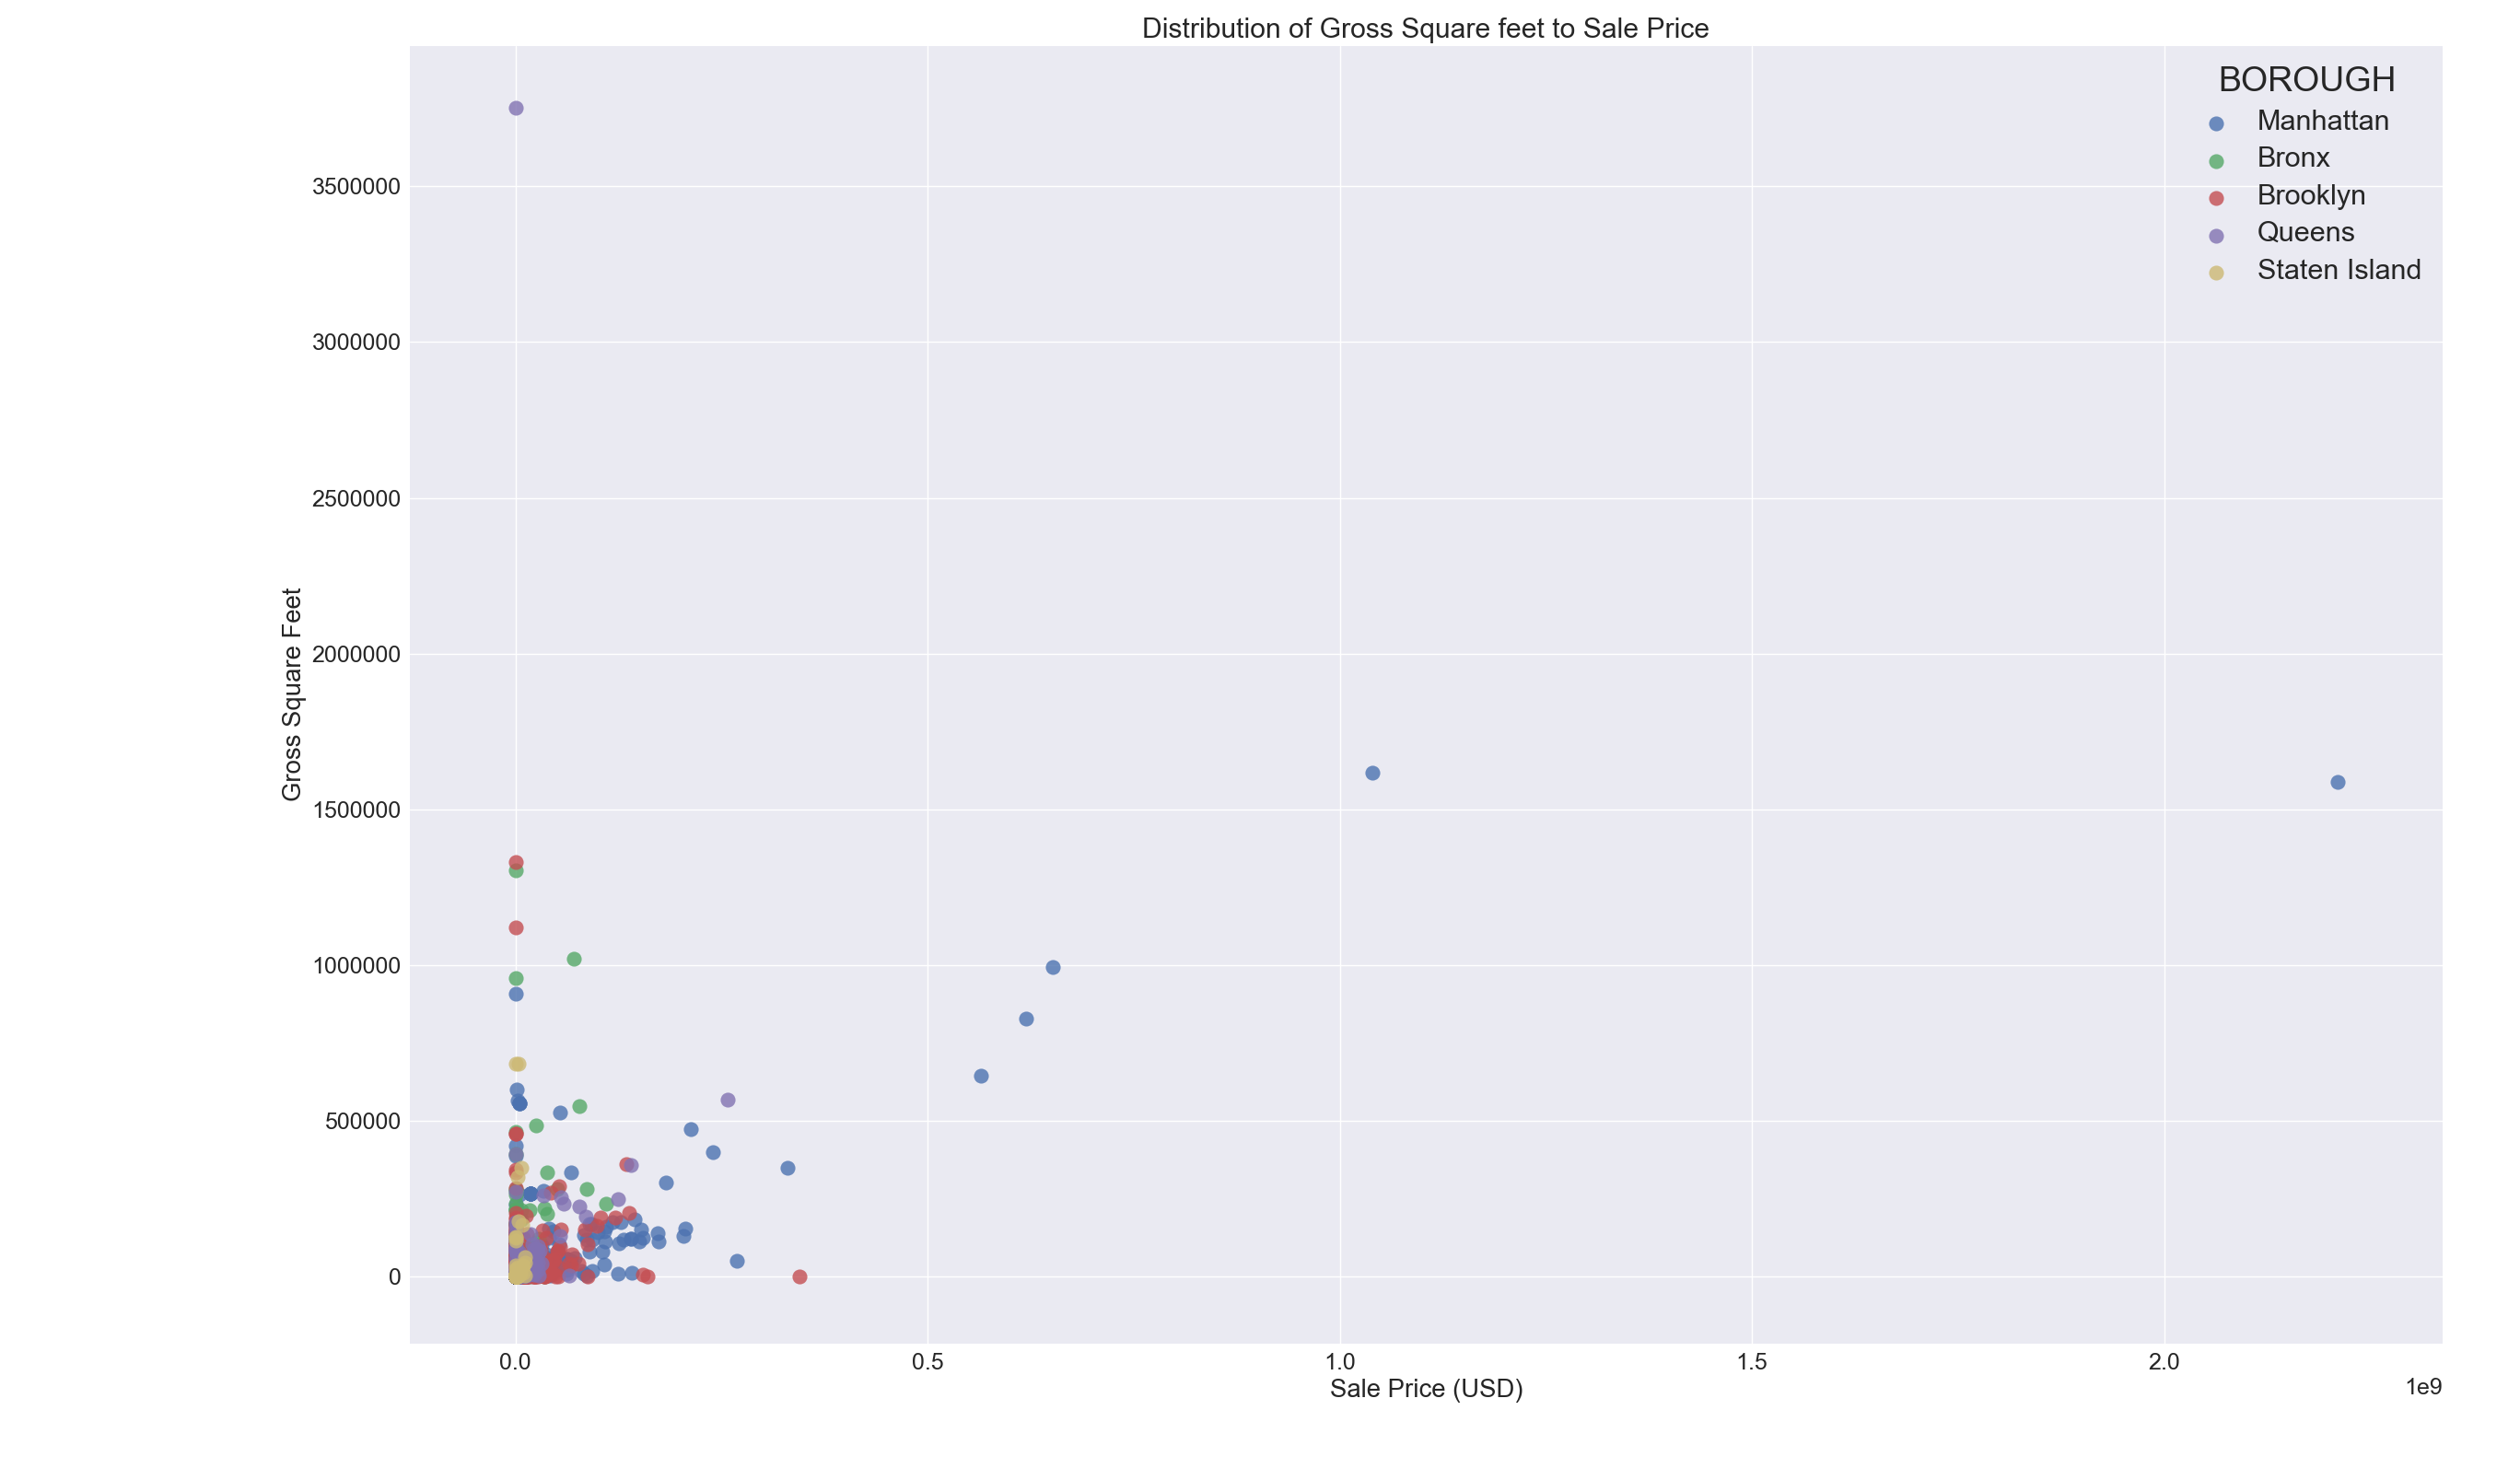 Distribution of Gross Square feet to Sale Price
BOROUGH
Manhattan
Bronx
Brooklyn
Queens
Staten Island
3500000
3000000
2500000
2000000
1500000
1000000
500000
0
Gross Square Feet
0.0 0.5 1.0 1.5 2.0
1e9
Sale Price (USD)